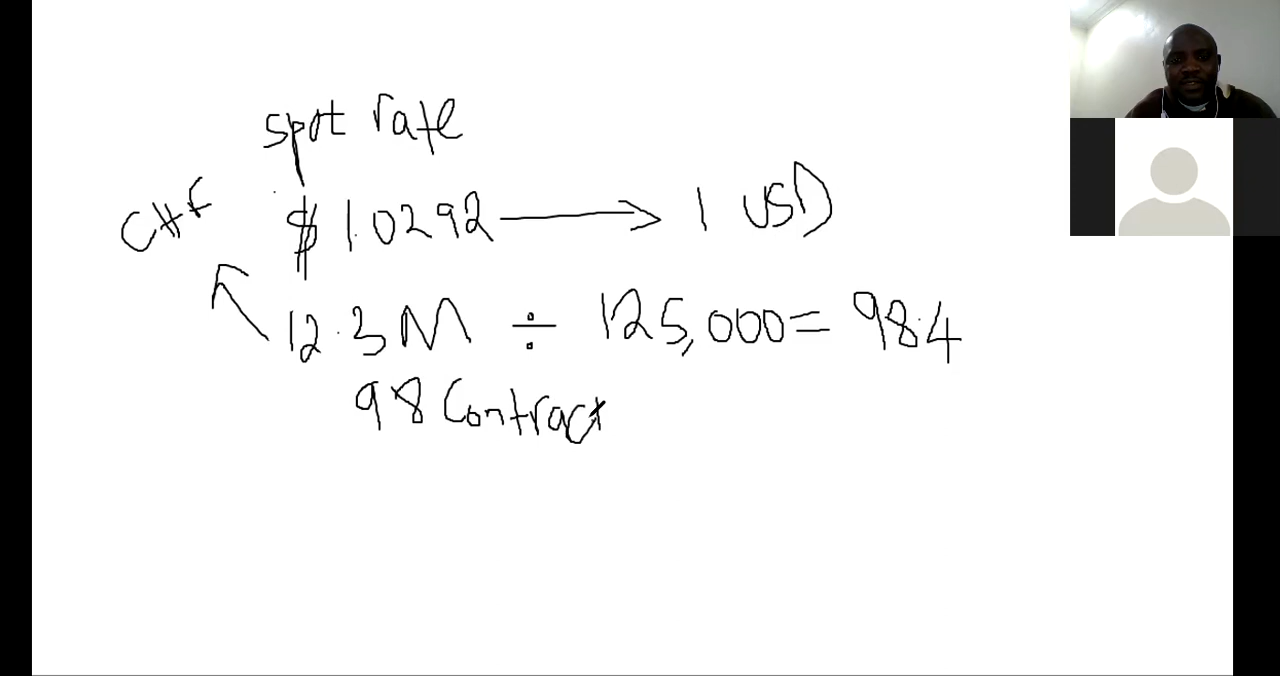 spot rate
CHF $1.0292 → 1 USD
12.3M ÷ 125,000 = 98.4
98 Contract